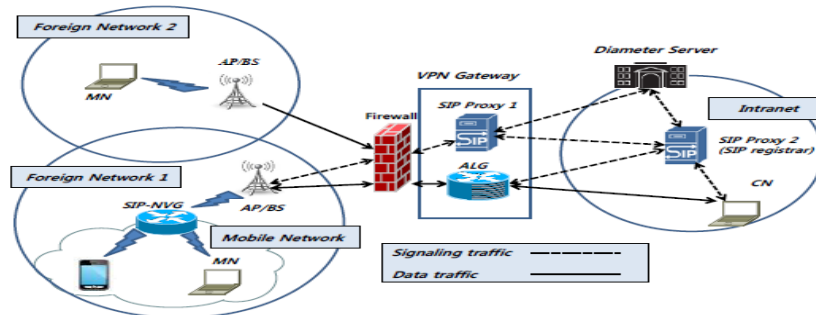 Foreign Network 2
AP/BS
MN
Diameter Server
VPN Gateway
Firewall
SIP Proxy 1
SIP
Intranet
SIP Proxy 2
(SIP registrar)
SIP
ALG
Foreign Network 1
AP/BS
SIP-NVG
CN
Mobile Network
MN
Signaling traffic
Data traffic